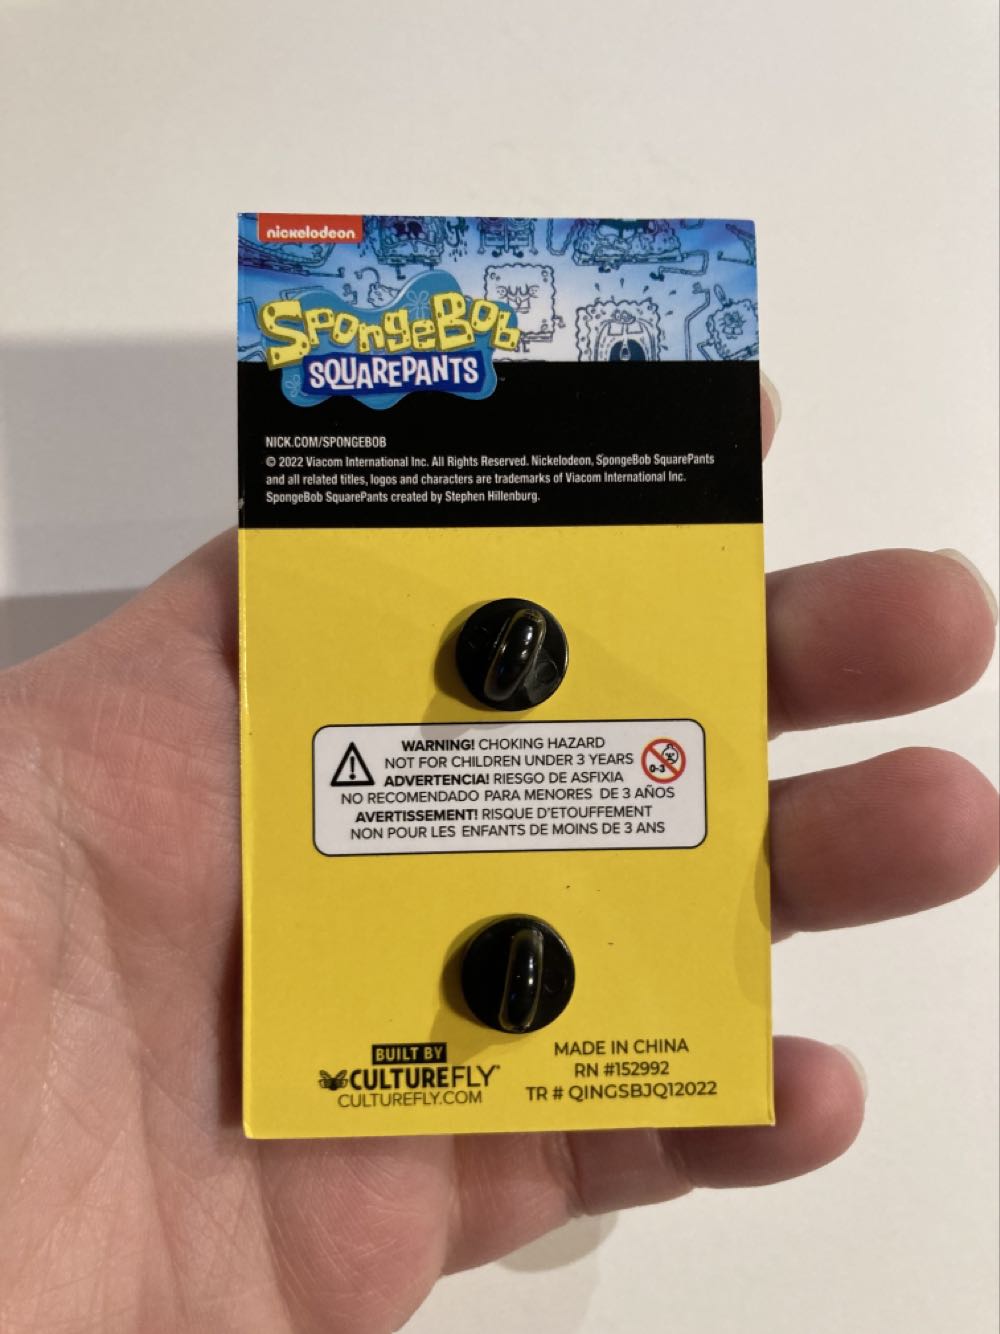 nickelodeon
SPONGEBOB
SQUAREPANTS
NICK.COM/SPONGEBOB
© 2022 Viacom International Inc. All Rights Reserved. Nickelodeon, SpongeBob SquarePants
and all related titles, logos and characters are trademarks of Viacom International Inc.
SpongeBob SquarePants created by Stephen Hillenburg.
WARNING! CHOKING HAZARD
NOT FOR CHILDREN UNDER 3 YEARS
0-3
ADVERTENCIA! RIESGO DE ASFIXIA
NO RECOMENDADO PARA MENORES DE 3 AÑOS
AVERTISSEMENT! RISQUE D'ETOUFFEMENT
NON POUR LES ENFANTS DE MOINS DE 3 ANS
BUILT BY
CULTUREFLY
CULTUREFLY.COM
MADE IN CHINA
RN #152992
TR # QINGSBJQ12022